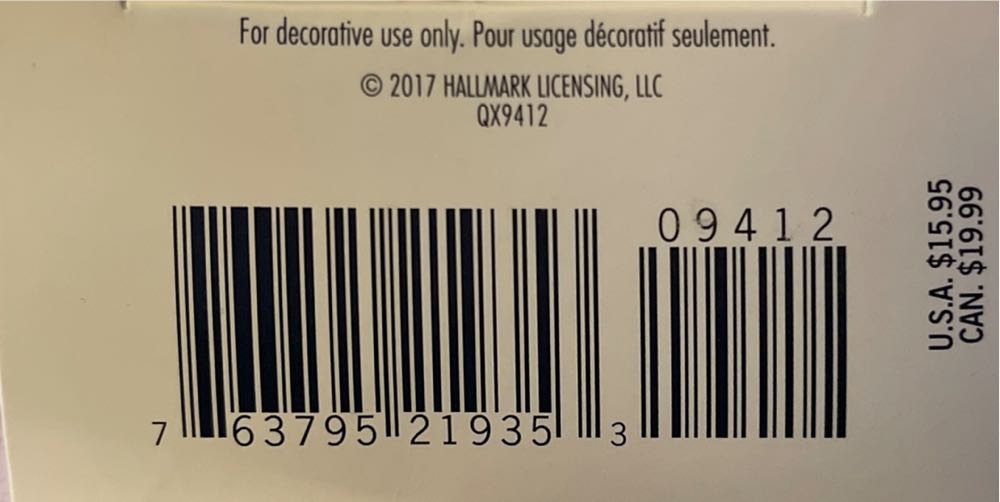 For decorative use only. Pour usage décoratif seulement.
© 2017 HALLMARK LICENSING, LLC
QX9412
09412
7 63795 21935 3
U.S.A. $15.95
CAN. $19.99